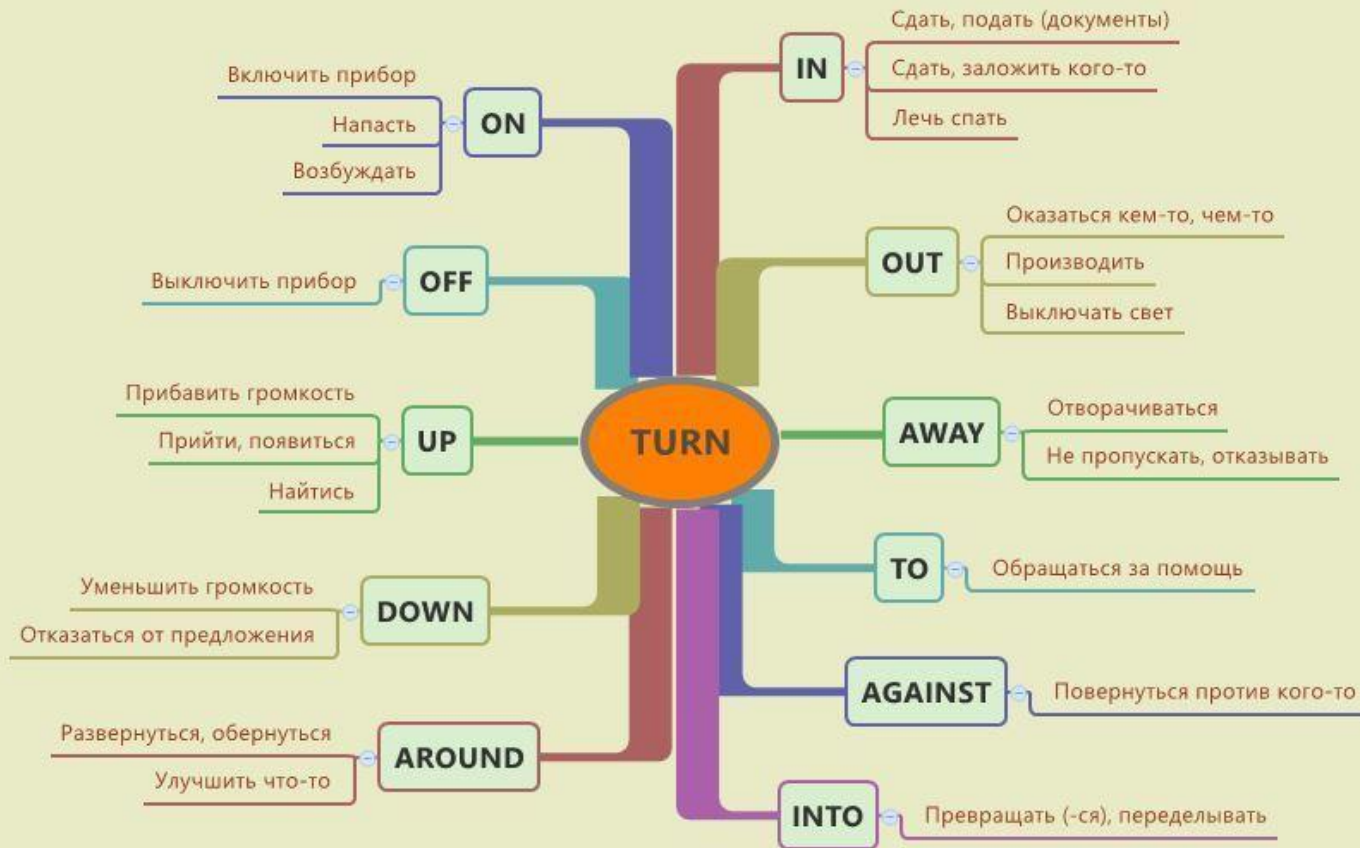 TURN
ON
Включить прибор
Напасть
Возбуждать
OFF
Выключить прибор
UP
Прибавить громкость
Прийти, появиться
Найтись
DOWN
Уменьшить громкость
Отказаться от предложения
AROUND
Развернуться, обернуться
Улучшить что-то
IN
Сдать, подать (документы)
Сдать, заложить кого-то
Лечь спать
OUT
Оказаться кем-то, чем-то
Производить
Выключать свет
AWAY
Отворачиваться
Не пропускать, отказывать
TO
Обращаться за помощь
AGAINST
Повернуться против кого-то
INTO
Превращать (-ся), переделывать